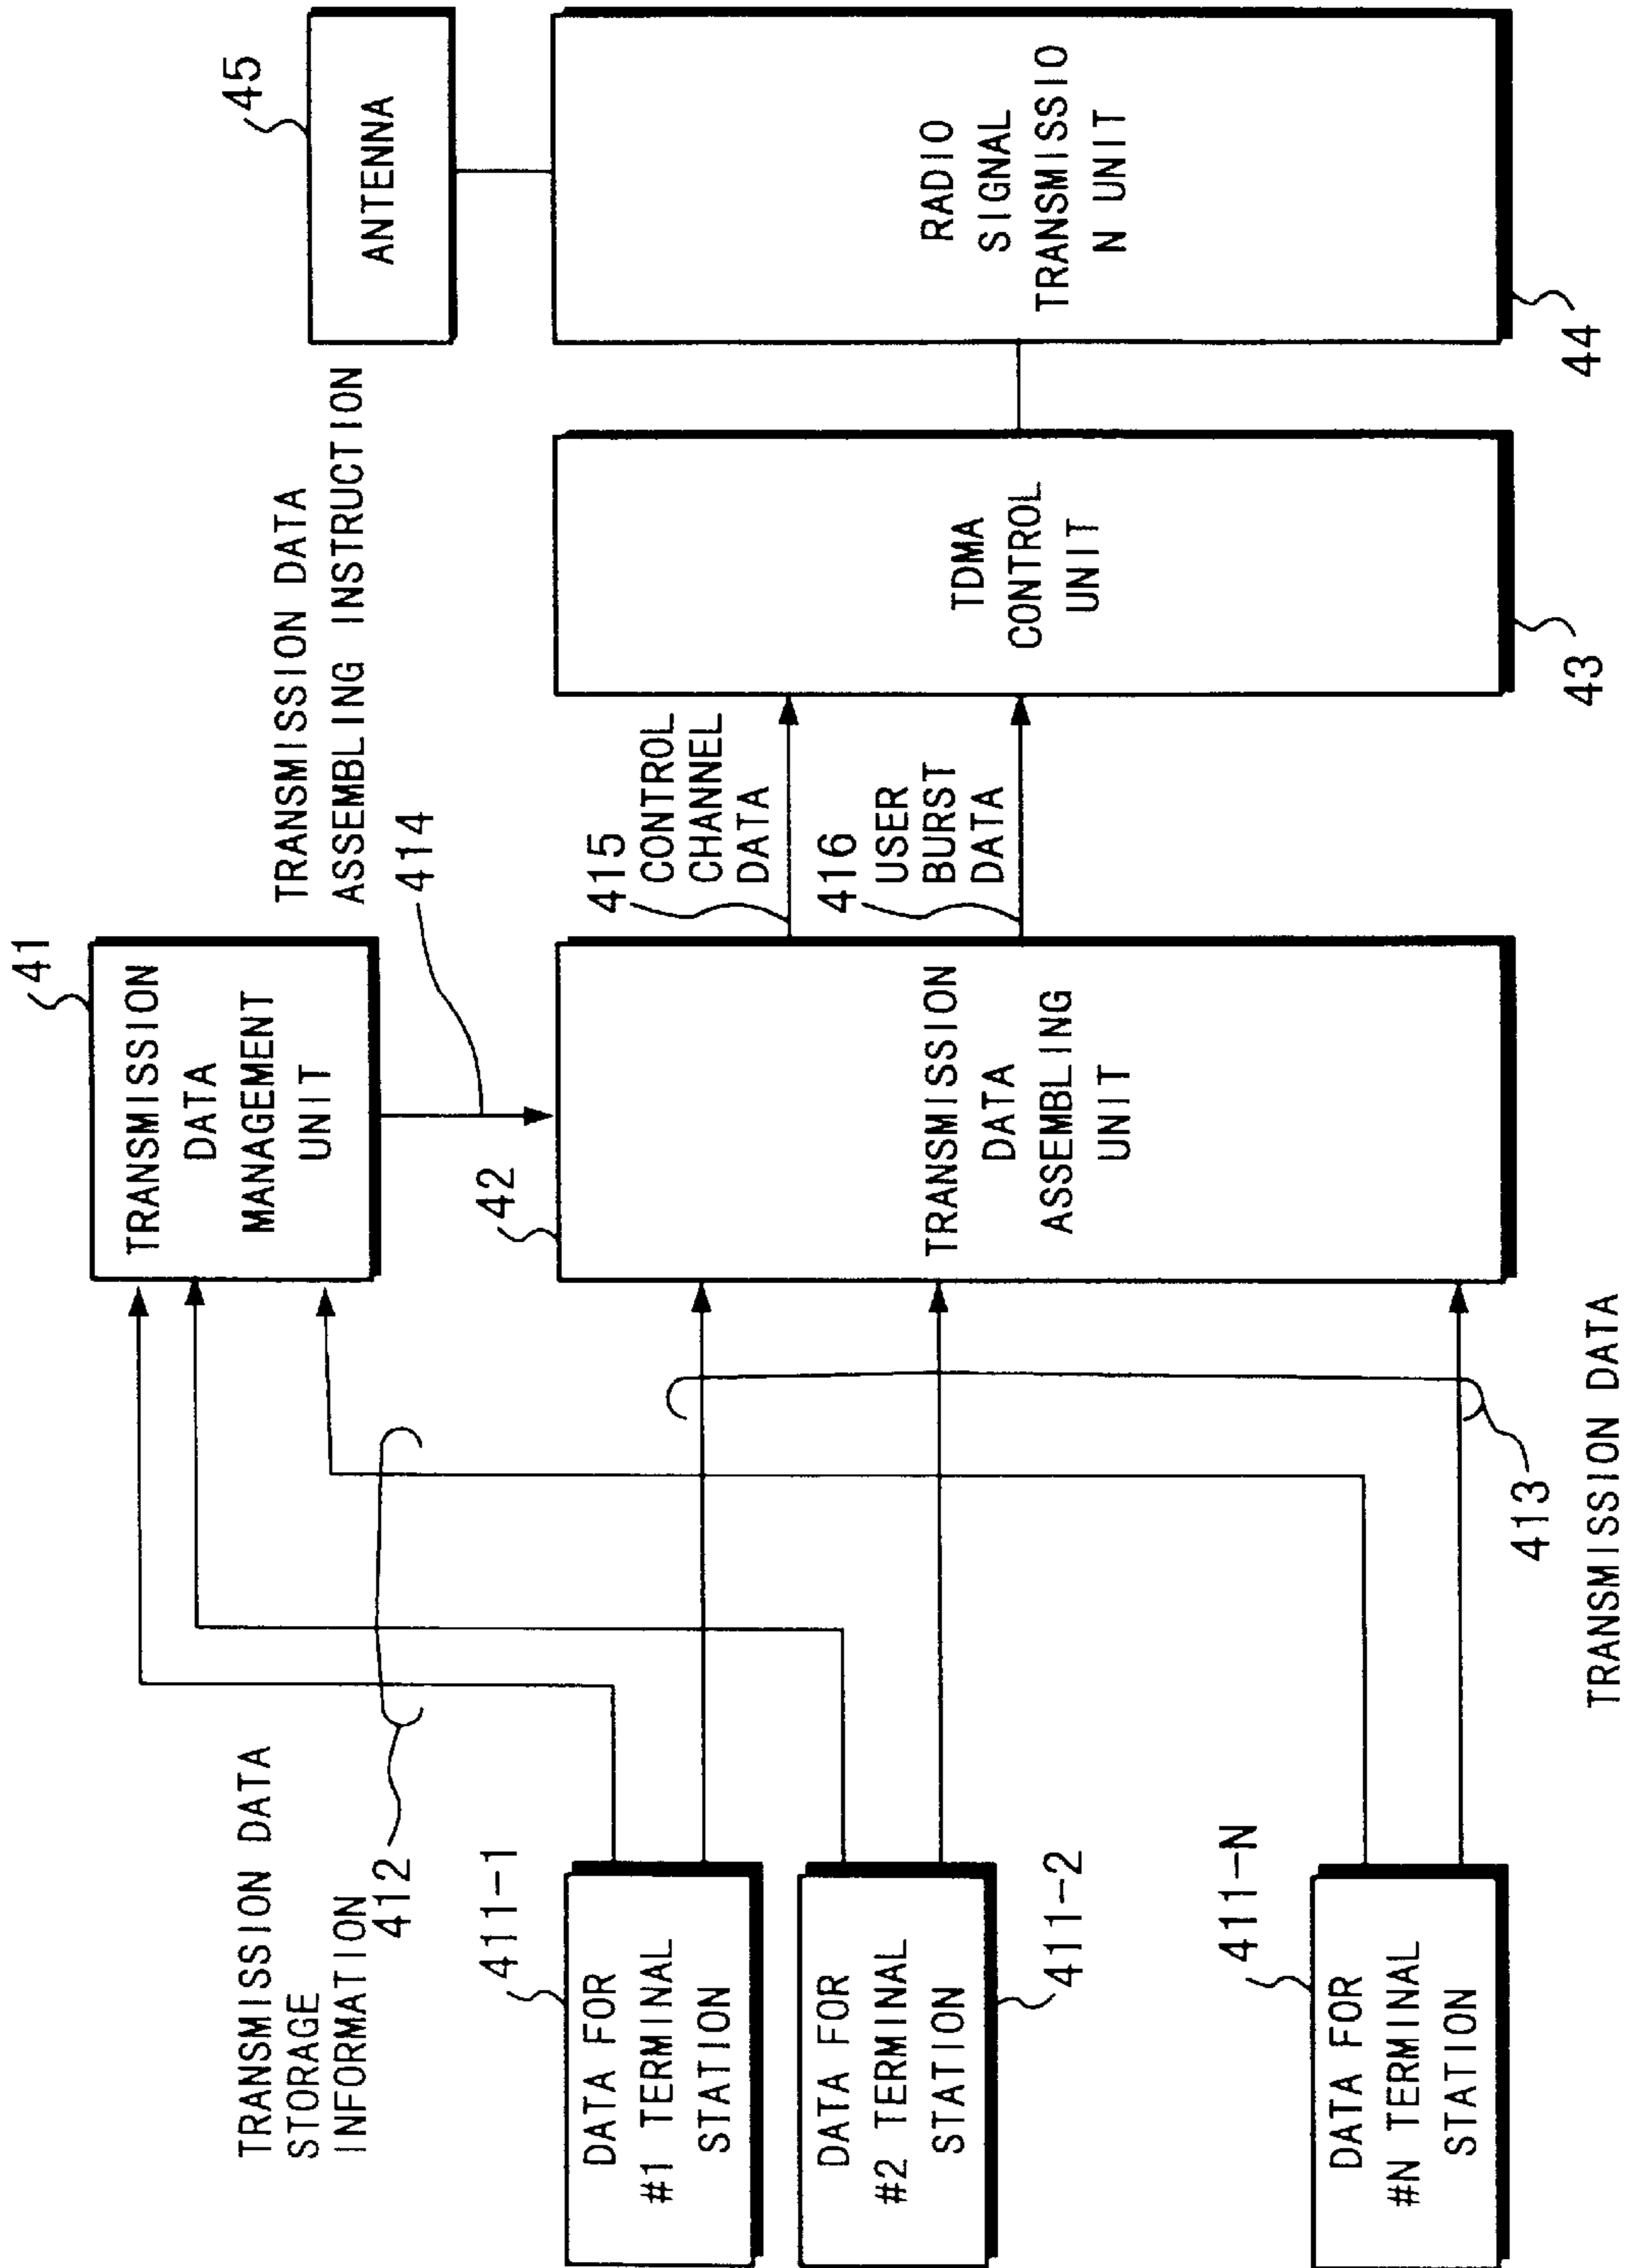 41
TRANSMISSION
DATA
MANAGEMENT
UNIT
TRANSMISSION DATA
ASSEMBLING INSTRUCTION
414
45
ANTENNA
TRANSMISSION DATA
STORAGE
INFORMATION
412
411-1
DATA FOR
#1 TERMINAL
STATION
DATA FOR
#2 TERMINAL
STATION
411-2
411-N
DATA FOR
#N TERMINAL
STATION
413
TRANSMISSION DATA
42
TRANSMISSION
DATA
ASSEMBLING
UNIT
415
CONTROL
CHANNEL
DATA
416
USER
BURST
DATA
TDMA
CONTROL
UNIT
43
RADIO
SIGNAL
TRANSMISSIO
N UNIT
44